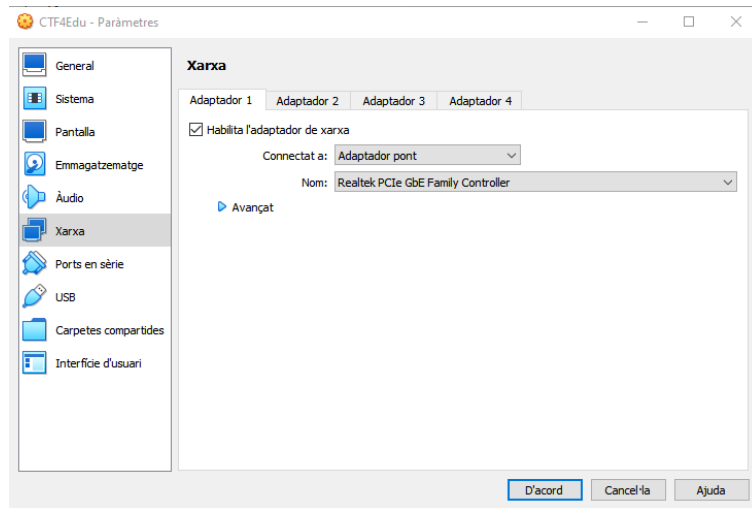 CTF4Edu - Paràmetres
General
Sistema
Pantalla
Emmagatzematge
Àudio
Xarxa
Ports en sèrie
USB
Carpetes compartides
Interfície d'usuari
Xarxa
Adaptador 1 Adaptador 2 Adaptador 3 Adaptador 4
Habilita l'adaptador de xarxa
Connectat a: Adaptador pont
Nom: Realtek PCIe GbE Family Controller
Avançat
D'acord Cancel·la Ajuda